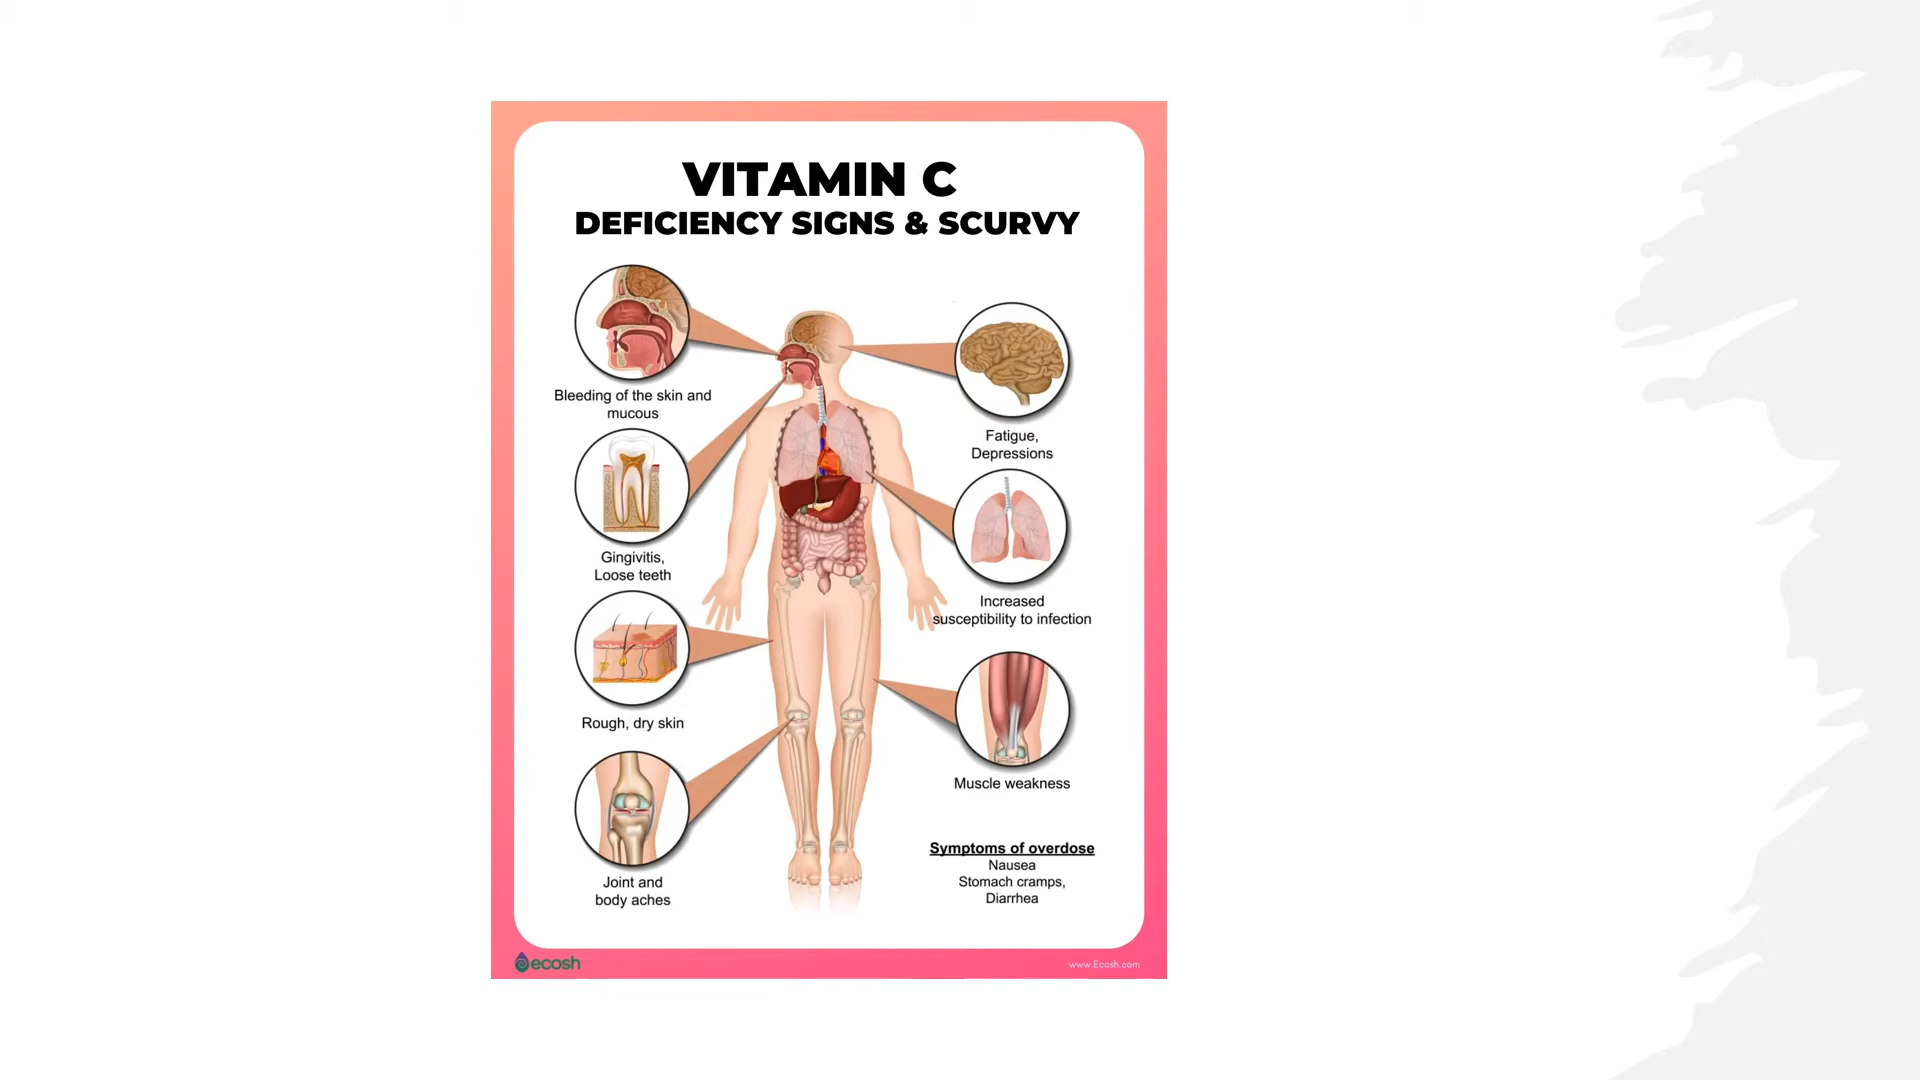 VITAMIN C
DEFICIENCY SIGNS & SCURVY
Bleeding of the skin and
mucous
Gingivitis,
Loose teeth
Rough, dry skin
Joint and
body aches
Fatigue,
Depressions
Increased
susceptibility to infection
Muscle weakness
Symptoms of overdose
Nausea
Stomach cramps,
Diarrhea
ecosh
www.Ecosh.com